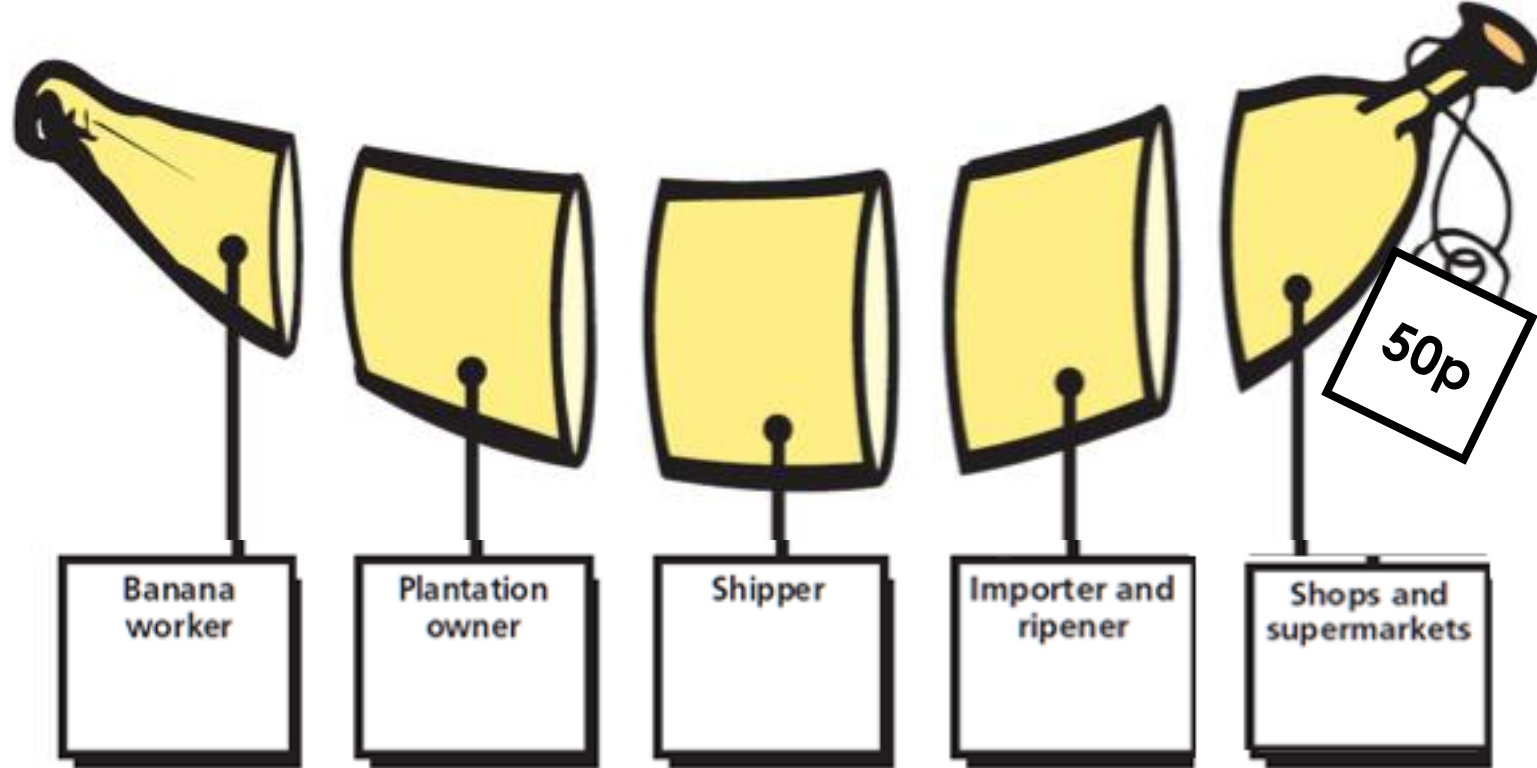 50p
Banana
worker
Plantation
owner
Shipper
Importer and
ripener
Shops and
supermarkets